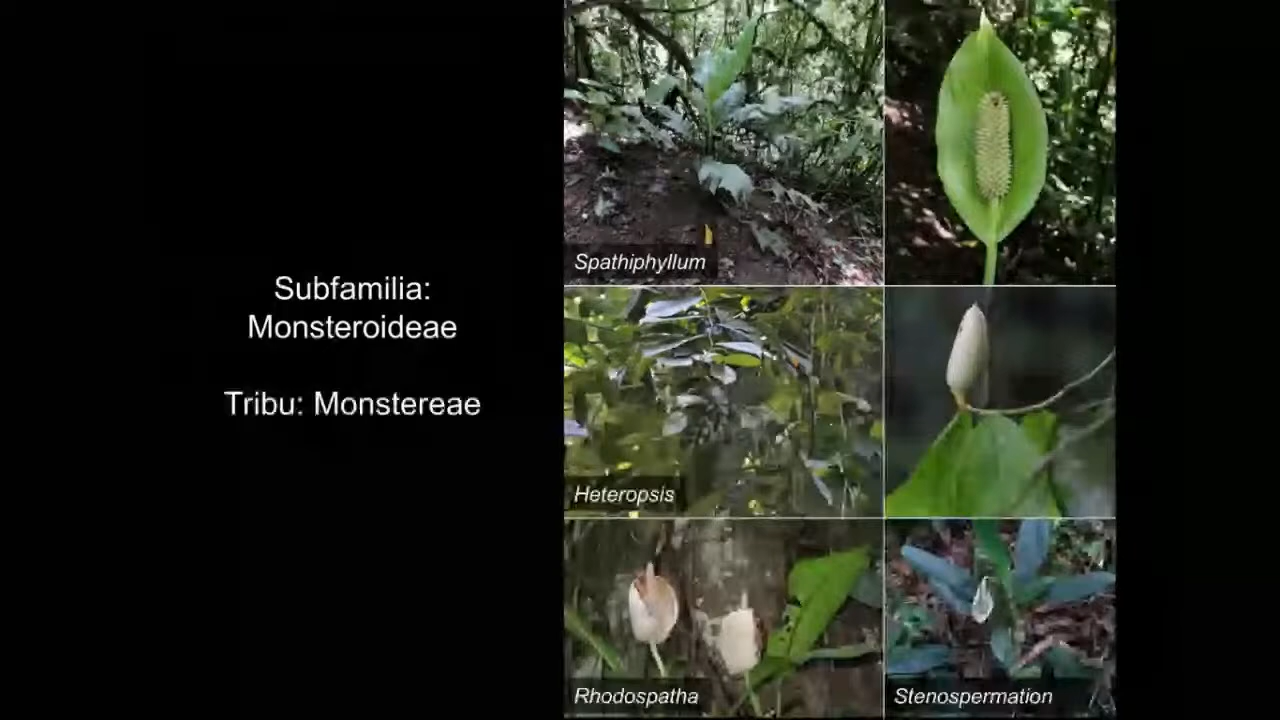 Subfamilia:
Monsteroideae
Tribu: Monstereae
Spathiphyllum
Heteropsis
Rhodospatha
Stenospermation